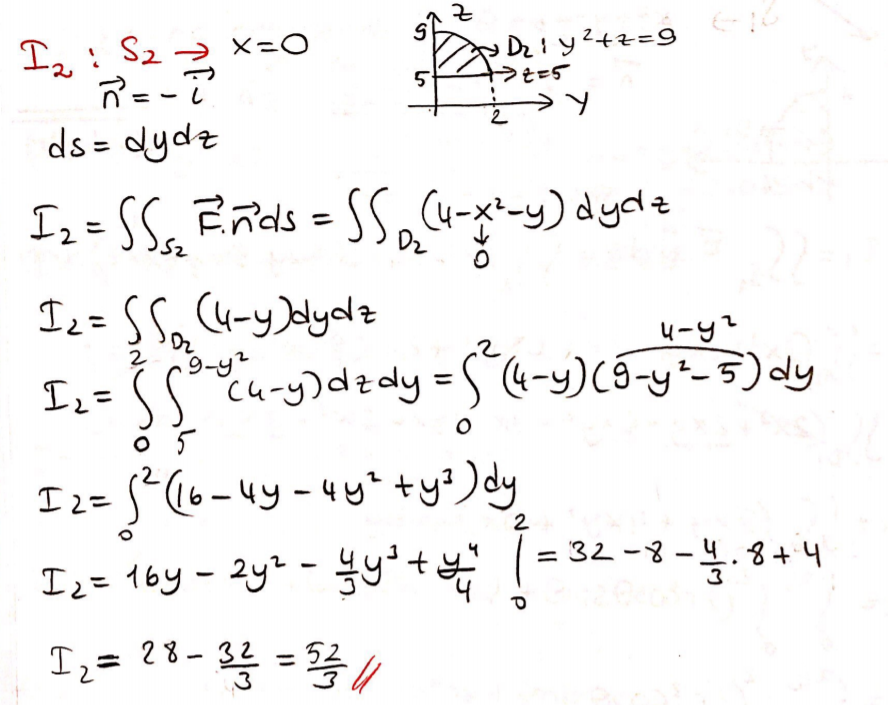 I₂ : S₂ → x=0
n⃗ = - i⃗
ds = dydz
z
9
D₂ : y²+z=9
5
→ z=5
2
y
I₂ = ∬_{S₂} F⃗.n⃗ds = ∬_{D₂} (4-x²-y) dydz
↓
0
I₂ = ∬_{D₂} (4-y)dydz
I₂ = ∫₀² ∫₅^{9-y²} (4-y)dzdy = ∫₀² (4-y)(9-y²-5)dy
4-y²
I₂ = ∫₀² (16-4y-4y²+y³)dy
I₂ = 16y - 2y² - 4/3 y³ + y⁴/4 |₀² = 32 - 8 - 4/3 . 8 + 4
I₂ = 28 - 32/3 = 52/3 //